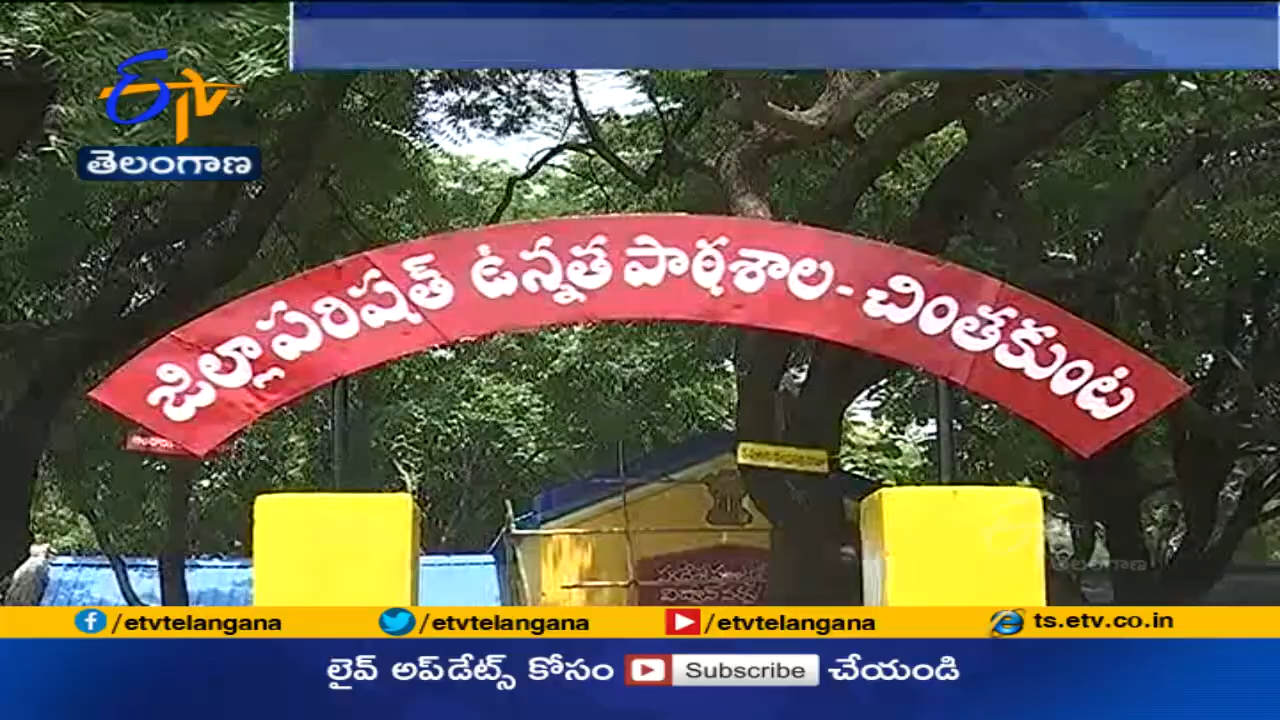 ETV
తెలంగాణ
జిల్లా పరిషత్ ఉన్నత పాఠశాల - చింతకుంట
తెలంగాణ
/etvtelangana /etvtelangana /etvtelangana ts.etv.co.in
లైవ్ అప్‌డేట్స్ కోసం Subscribe చేయండి